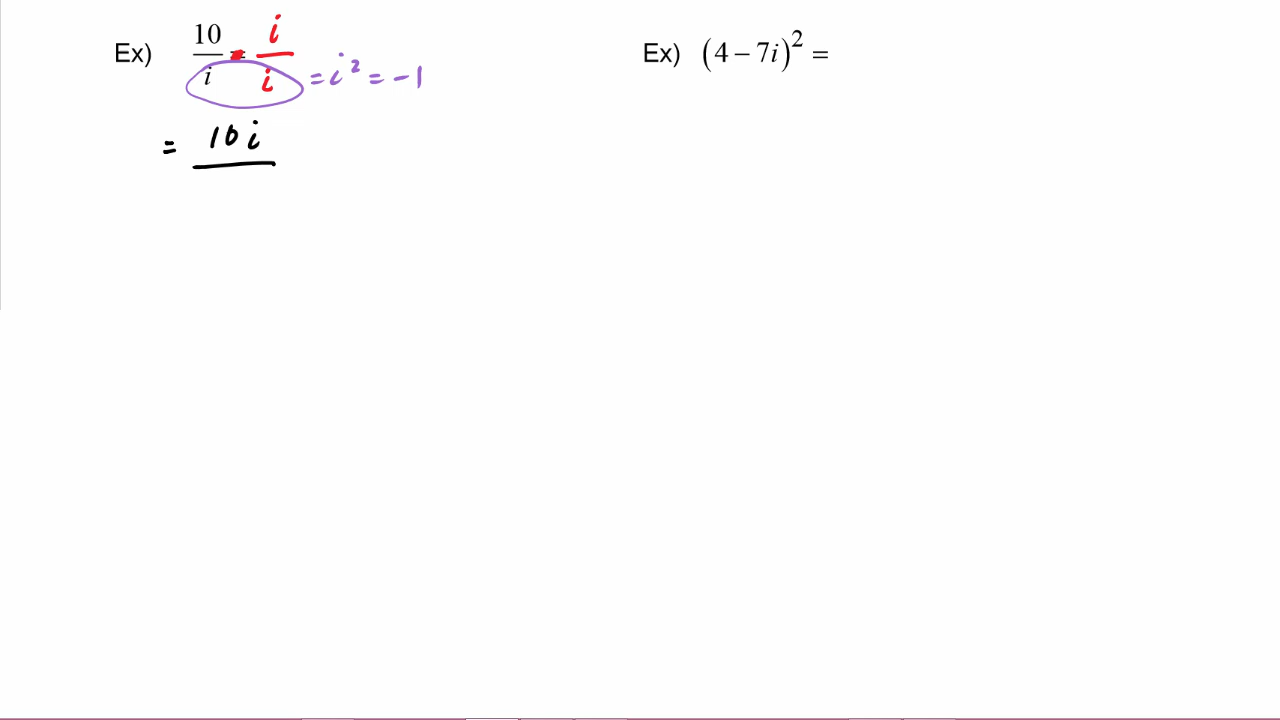 Ex) 10/i · i/i = i² = -1
= 10i
Ex) (4 − 7i)² =